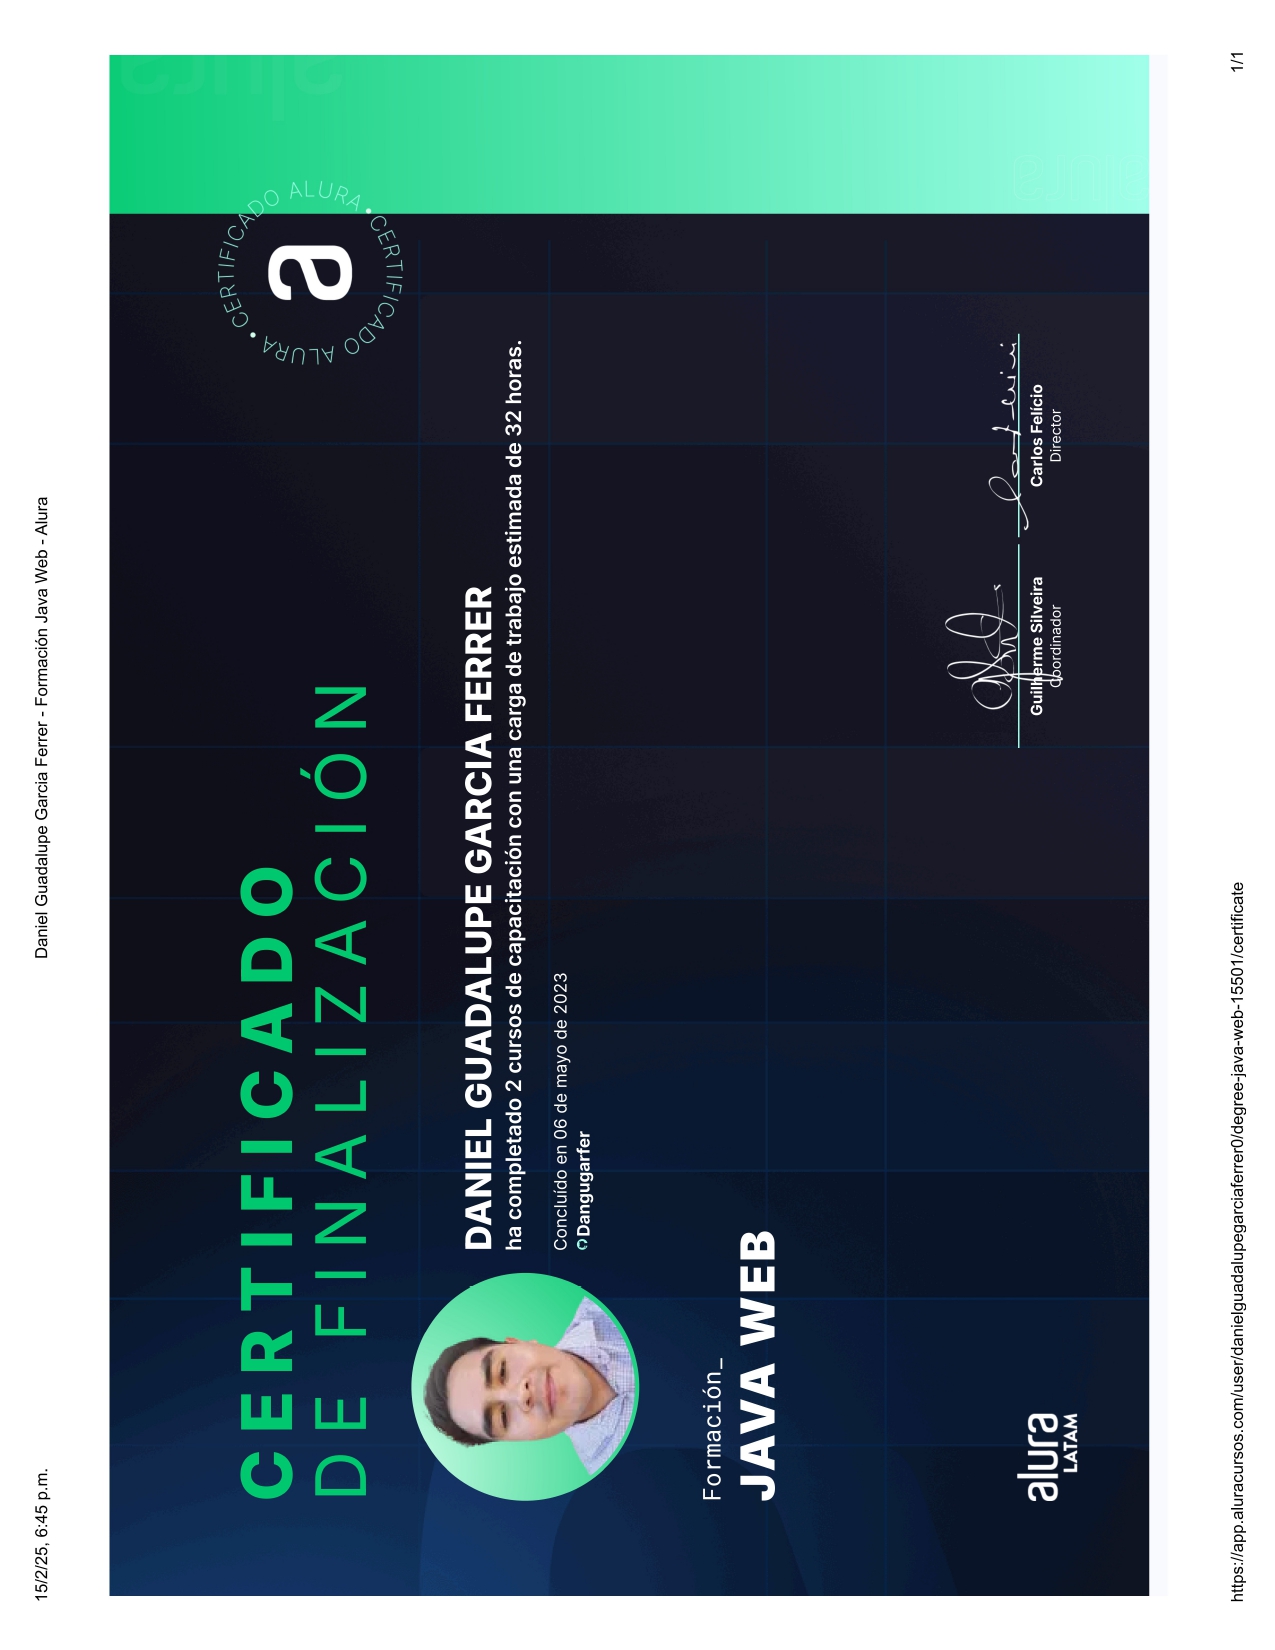 15/2/25, 6:45 p.m.
Daniel Guadalupe Garcia Ferrer - Formación Java Web - Alura
CERTIFICADO
DE FINALIZACIÓN
CERTIFICADO ALURA • CERTIFICADO ALURA •
a
DANIEL GUADALUPE GARCIA FERRER
ha completado 2 cursos de capacitación con una carga de trabajo estimada de 32 horas.
Concluído en 06 de mayo de 2023
Dangugarfer
Formación_
JAVA WEB
alura
LATAM
Guilherme Silveira
Coordinador
Carlos Felício
Director
https://app.aluracursos.com/user/danielguadalupegarciaferrer0/degree-java-web-15501/certificate
1/1